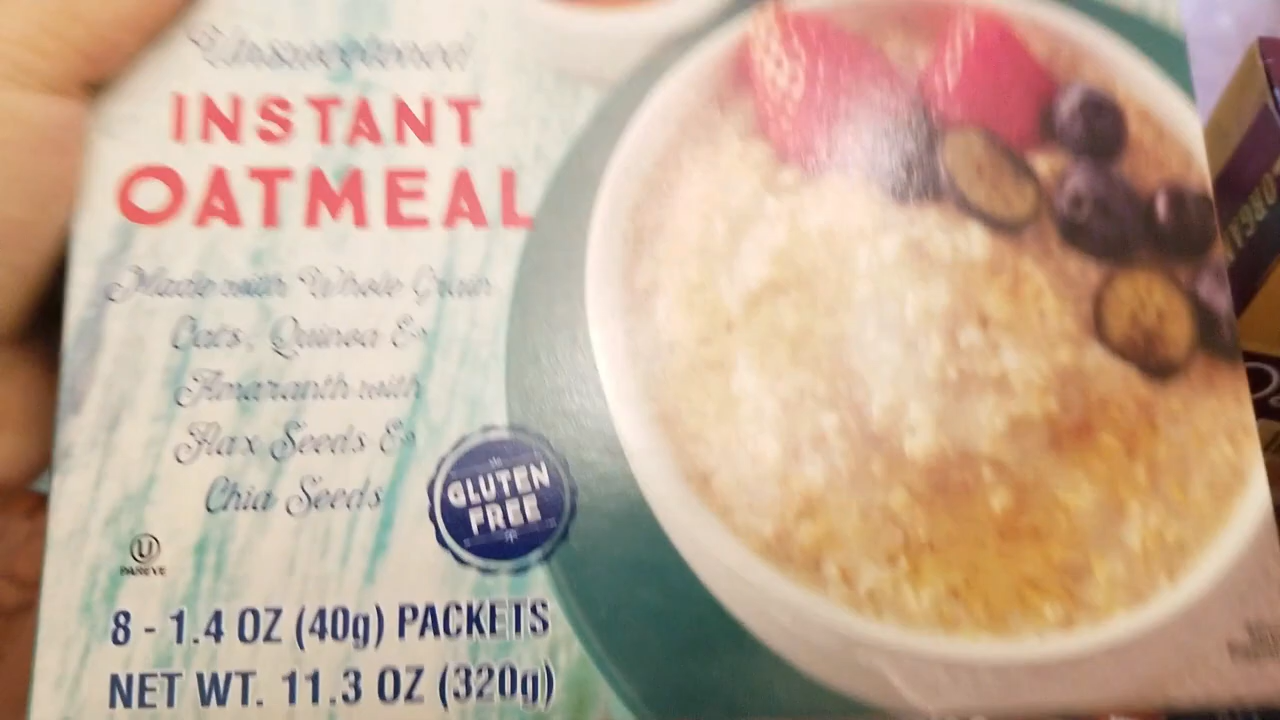 Unsweetened
INSTANT
OATMEAL
Made with Whole Grain
Oats, Quinoa &
Amaranth with
Flax Seeds &
Chia Seeds
GLUTEN
FREE
U
PAREVE
8 - 1.4 OZ (40g) PACKETS
NET WT. 11.3 OZ (320g)